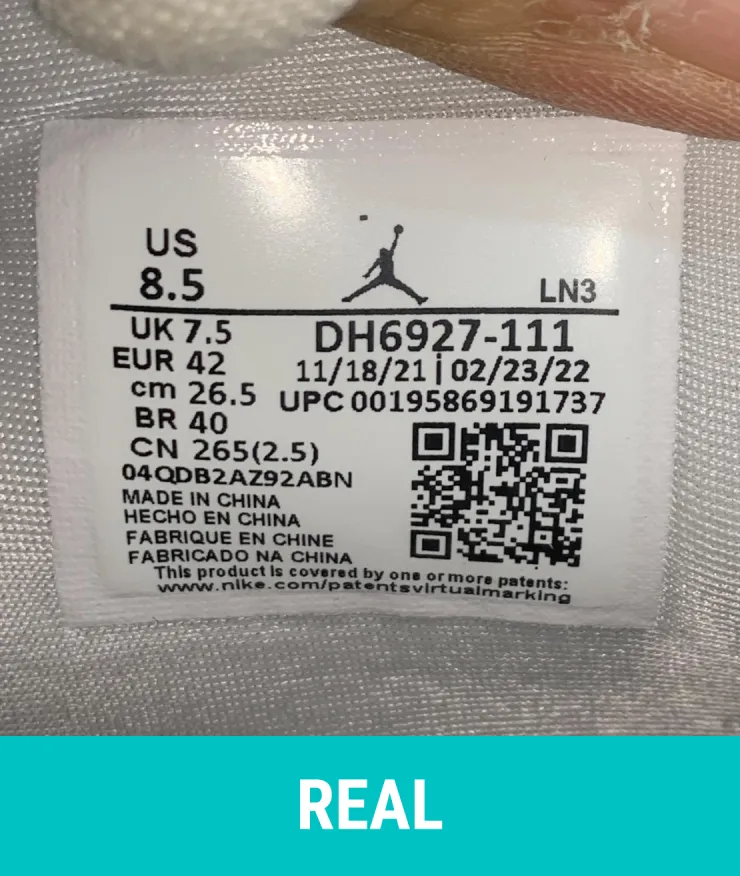 US
8.5
LN3
UK 7.5
DH6927-111
EUR 42
11/18/21 | 02/23/22
cm 26.5
UPC 00195869191737
BR 40
CN 265(2.5)
04QDB2AZ92ABN
MADE IN CHINA
HECHO EN CHINA
FABRIQUE EN CHINE
FABRICADO NA CHINA
This product is covered by one or more patents:
www.nike.com/patentsvirtualmarking
REAL